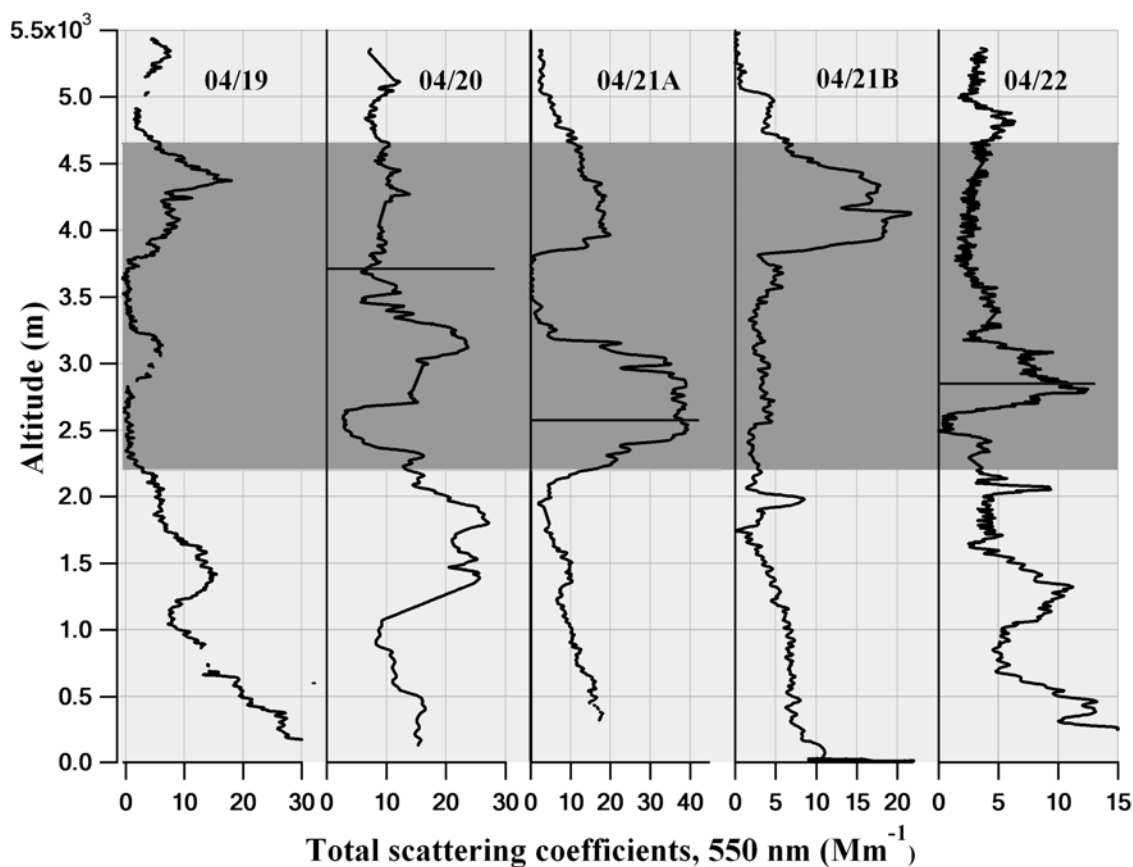 5.5x10³
04/19 04/20 04/21A 04/21B 04/22
5.0
4.5
4.0
3.5
3.0
2.5
2.0
1.5
1.0
0.5
0.0
Altitude (m)
0 10 20 30 0 10 20 30 0 10 20 30 40 0 5 10 15 20 0 5 10 15
Total scattering coefficients, 550 nm (Mm⁻¹)